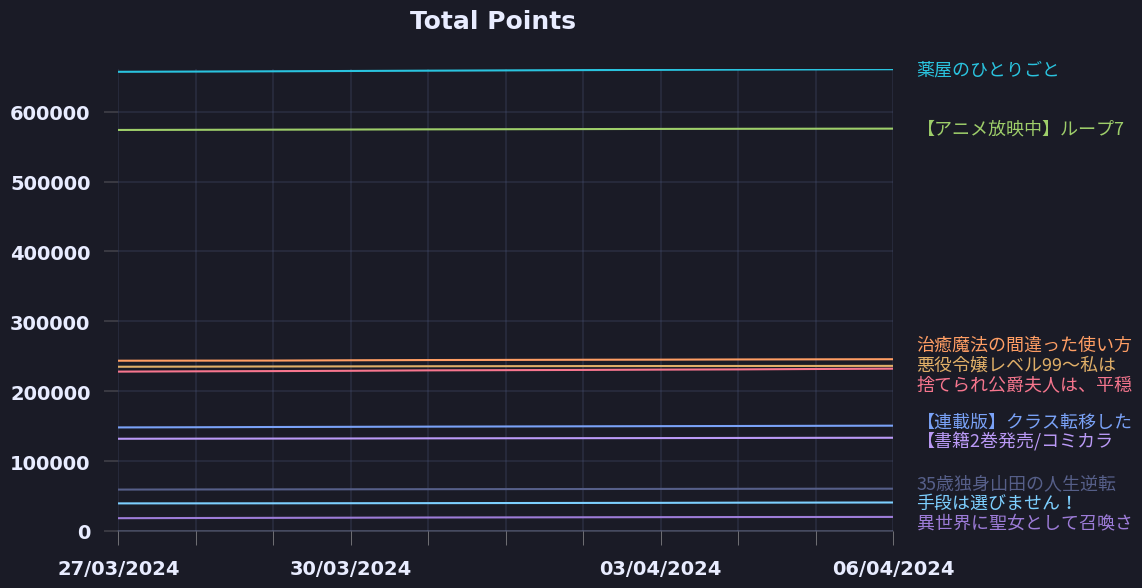 Total Points
薬屋のひとりごと
600000
【アニメ放映中】ループ7
500000
400000
300000
治癒魔法の間違った使い方
悪役令嬢レベル99～私は
捨てられ公爵夫人は、平穏
200000
【連載版】クラス転移した
【書籍2巻発売/コミカラ
100000
35歳独身山田の人生逆転
手段は選びません！
異世界に聖女として召喚さ
0
27/03/2024
30/03/2024
03/04/2024
06/04/2024